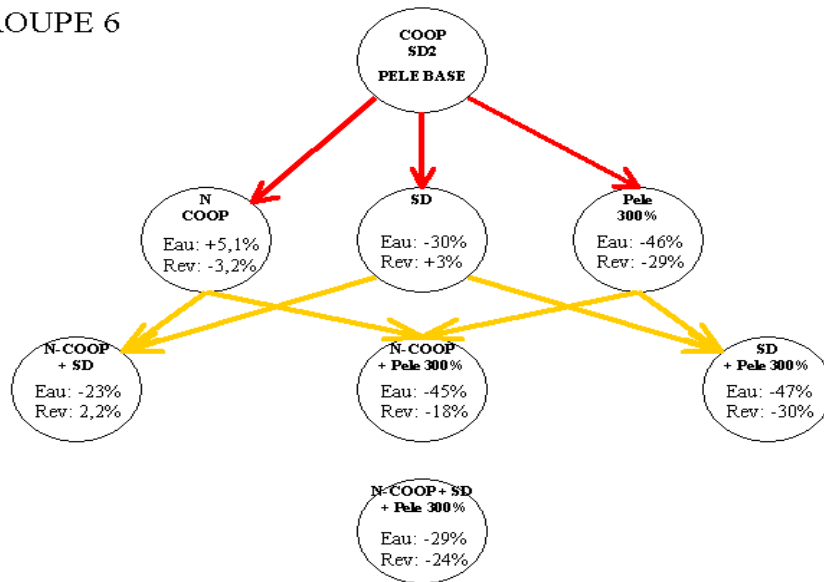 ROUPE 6
COOP
SD2
PELE BASE
N
COOP
Eau: +5,1%
Rev: -3,2%
SD
Eau: -30%
Rev: +3%
Pele
300%
Eau: -46%
Rev: -29%
N-COOP
+ SD
Eau: -23%
Rev: 2,2%
N-COOP
+ Pele 300%
Eau: -45%
Rev: -18%
SD
+ Pele 300%
Eau: -47%
Rev: -30%
N-COOP + SD
+ Pele 300%
Eau: -29%
Rev: -24%